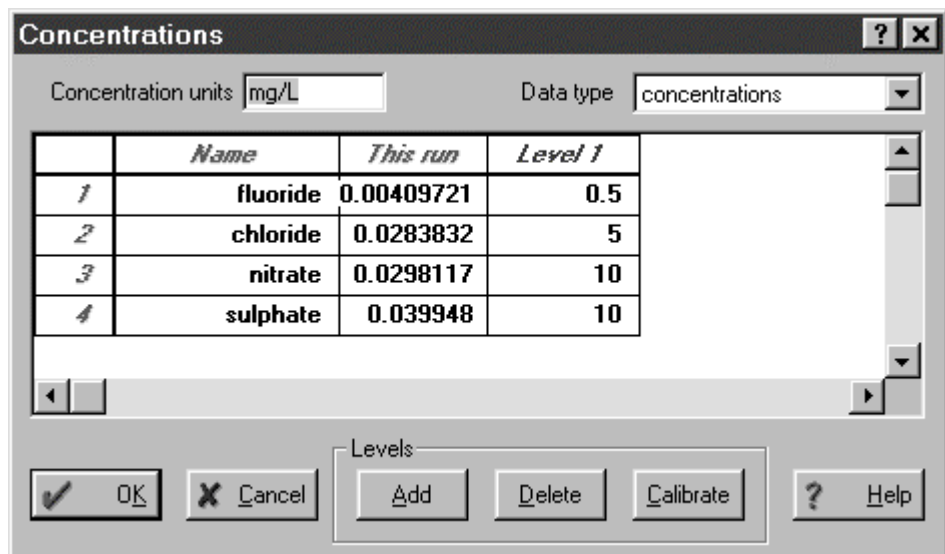 Concentrations ? X
Concentration units mg/L Data type concentrations
Name This run Level 1
1 fluoride 0.00409721 0.5
2 chloride 0.0283832 5
3 nitrate 0.0298117 10
4 sulphate 0.039948 10
Levels
OK Cancel Add Delete Calibrate ? Help